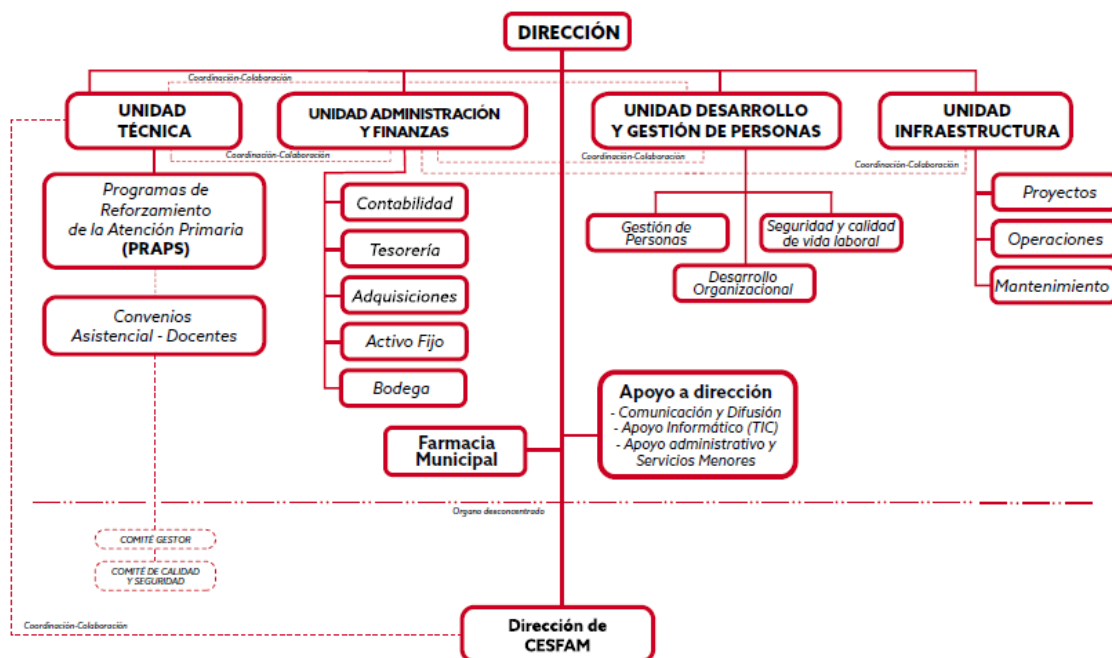 DIRECCIÓN
Coordinación-Colaboración
UNIDAD
TÉCNICA
UNIDAD ADMINISTRACIÓN
Y FINANZAS
UNIDAD DESARROLLO
Y GESTIÓN DE PERSONAS
UNIDAD
INFRAESTRUCTURA
Coordinación-Colaboración
Coordinación-Colaboración
Coordinación-Colaboración
Programas de
Reforzamiento
de la Atención Primaria
(PRAPS)
Convenios
Asistencial - Docentes
Contabilidad
Tesorería
Adquisiciones
Activo Fijo
Bodega
Gestión de
Personas
Seguridad y calidad
de vida laboral
Desarrollo
Organizacional
Proyectos
Operaciones
Mantenimiento
Apoyo a dirección
- Comunicación y Difusión
- Apoyo Informático (TIC)
- Apoyo administrativo y
Servicios Menores
Farmacia
Municipal
Organo desconcentrado
COMITÉ GESTOR
COMITÉ DE CALIDAD
Y SEGURIDAD
Coordinación-Colaboración
Dirección de
CESFAM